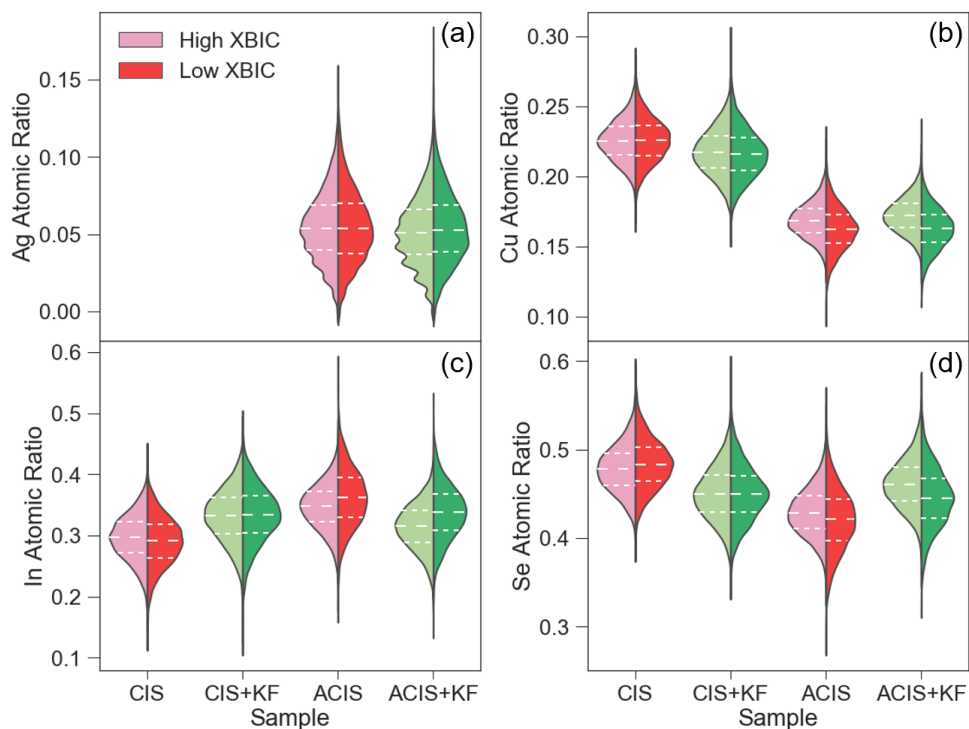 (a)
High XBIC
Low XBIC
Ag Atomic Ratio
0.15
0.10
0.05
0.00
(b)
Cu Atomic Ratio
0.30
0.25
0.20
0.15
0.10
(c)
In Atomic Ratio
0.6
0.5
0.4
0.3
0.2
0.1
CIS
CIS+KF
ACIS
ACIS+KF
Sample
(d)
Se Atomic Ratio
0.6
0.5
0.4
0.3
CIS
CIS+KF
ACIS
ACIS+KF
Sample